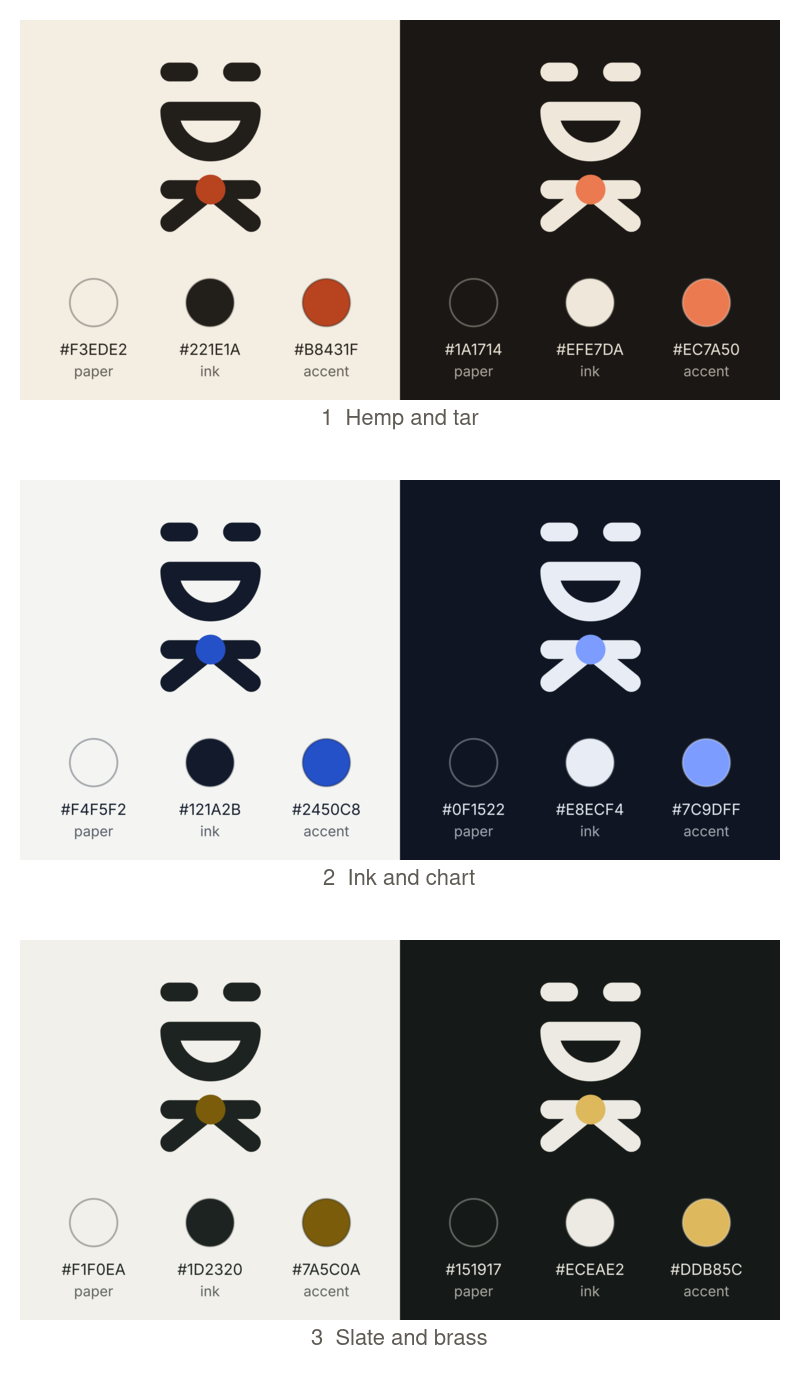 #F3EDE2 #221E1A #B8431F #1A1714 #EFE7DA #EC7A50
paper ink accent paper ink accent
1 Hemp and tar
#F4F5F2 #121A2B #2450C8 #0F1522 #E8ECF4 #7C9DFF
paper ink accent paper ink accent
2 Ink and chart
#F1F0EA #1D2320 #7A5C0A #151917 #ECEAE2 #DDB85C
paper ink accent paper ink accent
3 Slate and brass